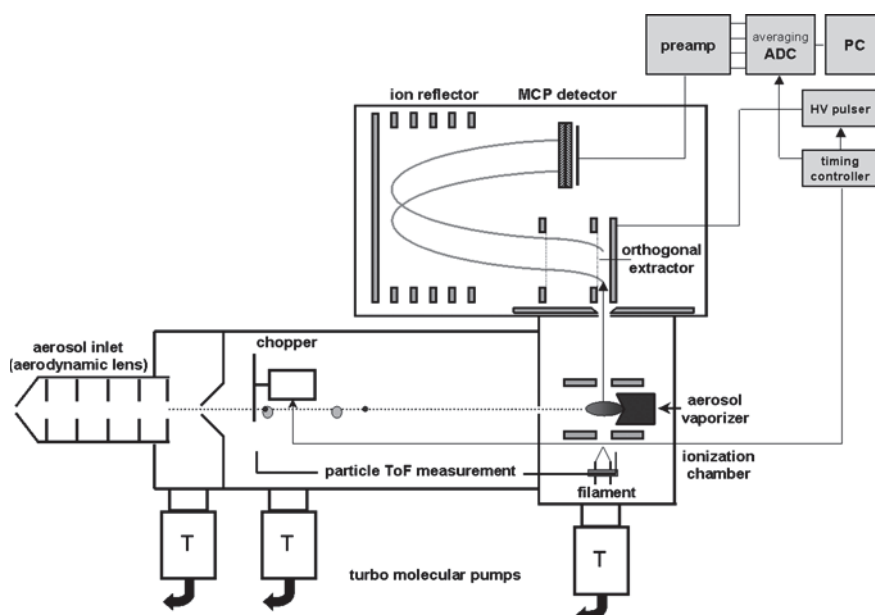 preamp
averaging
ADC
PC
ion reflector
MCP detector
HV pulser
timing
controller
orthogonal
extractor
aerosol inlet
(aerodynamic lens)
chopper
aerosol
vaporizer
particle ToF measurement
ionization
chamber
filament
T
T
T
turbo molecular pumps